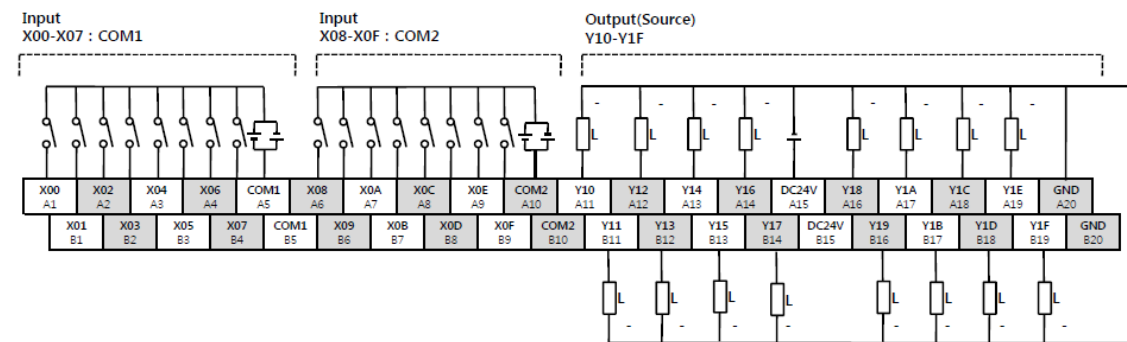 Input
X00-X07 : COM1
Input
X08-X0F : COM2
Output(Source)
Y10-Y1F
- - - - - - - -
L L L L L L L L
X00 X02 X04 X06 COM1 X08 X0A X0C X0E COM2 Y10 Y12 Y14 Y16 DC24V Y18 Y1A Y1C Y1E GND
A1 A2 A3 A4 A5 A6 A7 A8 A9 A10 A11 A12 A13 A14 A15 A16 A17 A18 A19 A20
X01 X03 X05 X07 COM1 X09 X0B X0D X0F COM2 Y11 Y13 Y15 Y17 DC24V Y19 Y1B Y1D Y1F GND
B1 B2 B3 B4 B5 B6 B7 B8 B9 B10 B11 B12 B13 B14 B15 B16 B17 B18 B19 B20
L L L L L L L L
- - - - - - - -